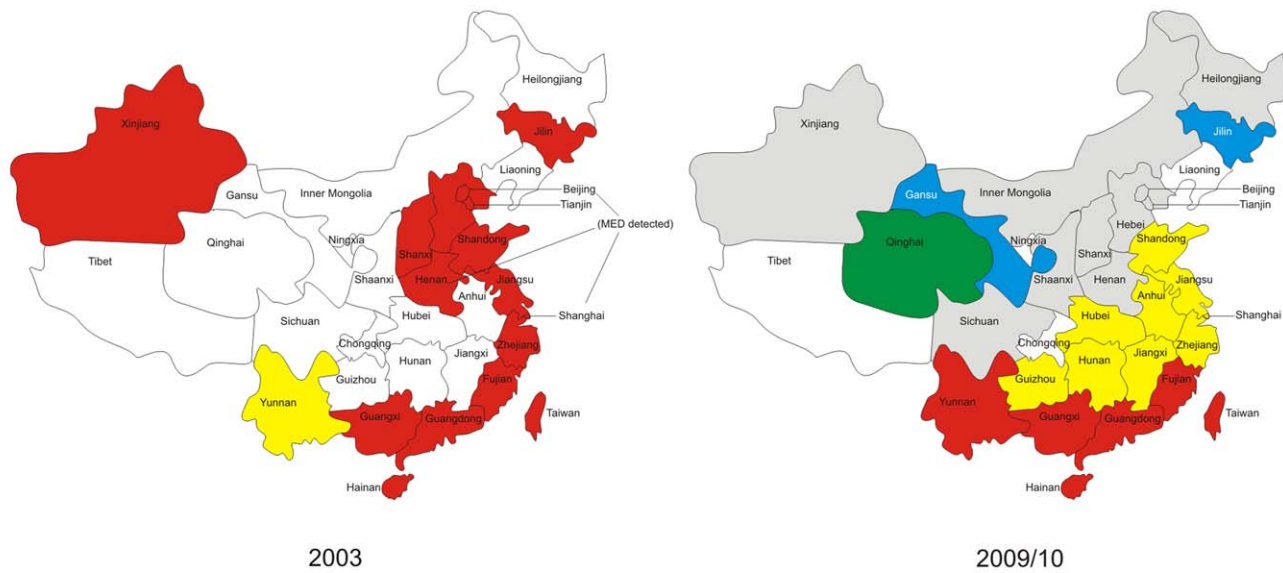 Heilongjiang
Xinjiang
Jilin
Liaoning
Beijing
Gansu
Inner Mongolia
Tianjin
(MED detected)
Qinghai
Ningxia
Shandong
Shanxi
Tibet
Shaanxi
Henan
Jiangsu
Anhui
Shanghai
Hubei
Sichuan
Chongqing
Zhejiang
Hunan
Jiangxi
Guizhou
Fujian
Yunnan
Guangxi
Guangdong
Taiwan
Hainan
2003
Heilongjiang
Xinjiang
Jilin
Liaoning
Beijing
Gansu
Inner Mongolia
Tianjin
Hebei
Qinghai
Ningxia
Shandong
Shanxi
Tibet
Shaanxi
Henan
Jiangsu
Anhui
Shanghai
Hubei
Sichuan
Chongqing
Zhejiang
Hunan
Jiangxi
Guizhou
Fujian
Yunnan
Guangxi
Guangdong
Taiwan
Hainan
2009/10